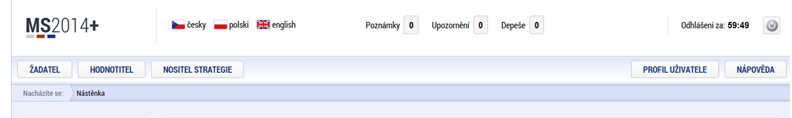 MS2014+ česky polski english Poznámky 0 Upozornění 0 Depeše 0 Odhlášení za: 59:49
ŽADATEL HODNOTITEL NOSITEL STRATEGIE PROFIL UŽIVATELE NÁPOVĚDA
Nacházíte se: Nástěnka